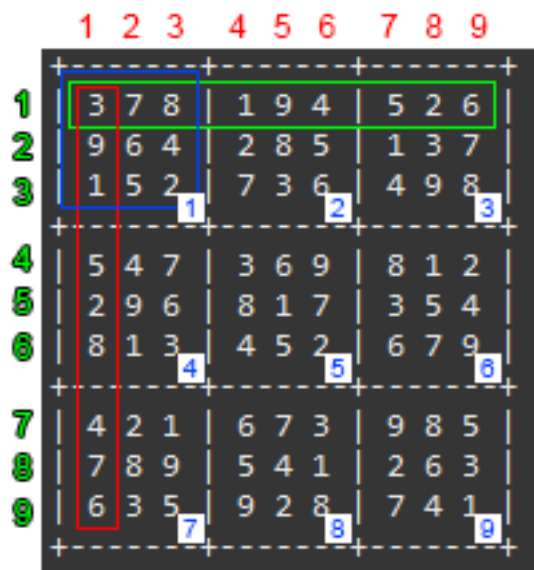 1 2 3 4 5 6 7 8 9
+-------+-------+-------+
1 | 3 7 8 | 1 9 4 | 5 2 6 |
2 | 9 6 4 | 2 8 5 | 1 3 7 |
3 | 1 5 2 | 7 3 6 | 4 9 8 |
1 2 3
+-------+-------+-------+
4 | 5 4 7 | 3 6 9 | 8 1 2 |
5 | 2 9 6 | 8 1 7 | 3 5 4 |
6 | 8 1 3 | 4 5 2 | 6 7 9 |
4 5 6
+-------+-------+-------+
7 | 4 2 1 | 6 7 3 | 9 8 5 |
8 | 7 8 9 | 5 4 1 | 2 6 3 |
9 | 6 3 5 | 9 2 8 | 7 4 1 |
7 8 9
+-------+-------+-------+